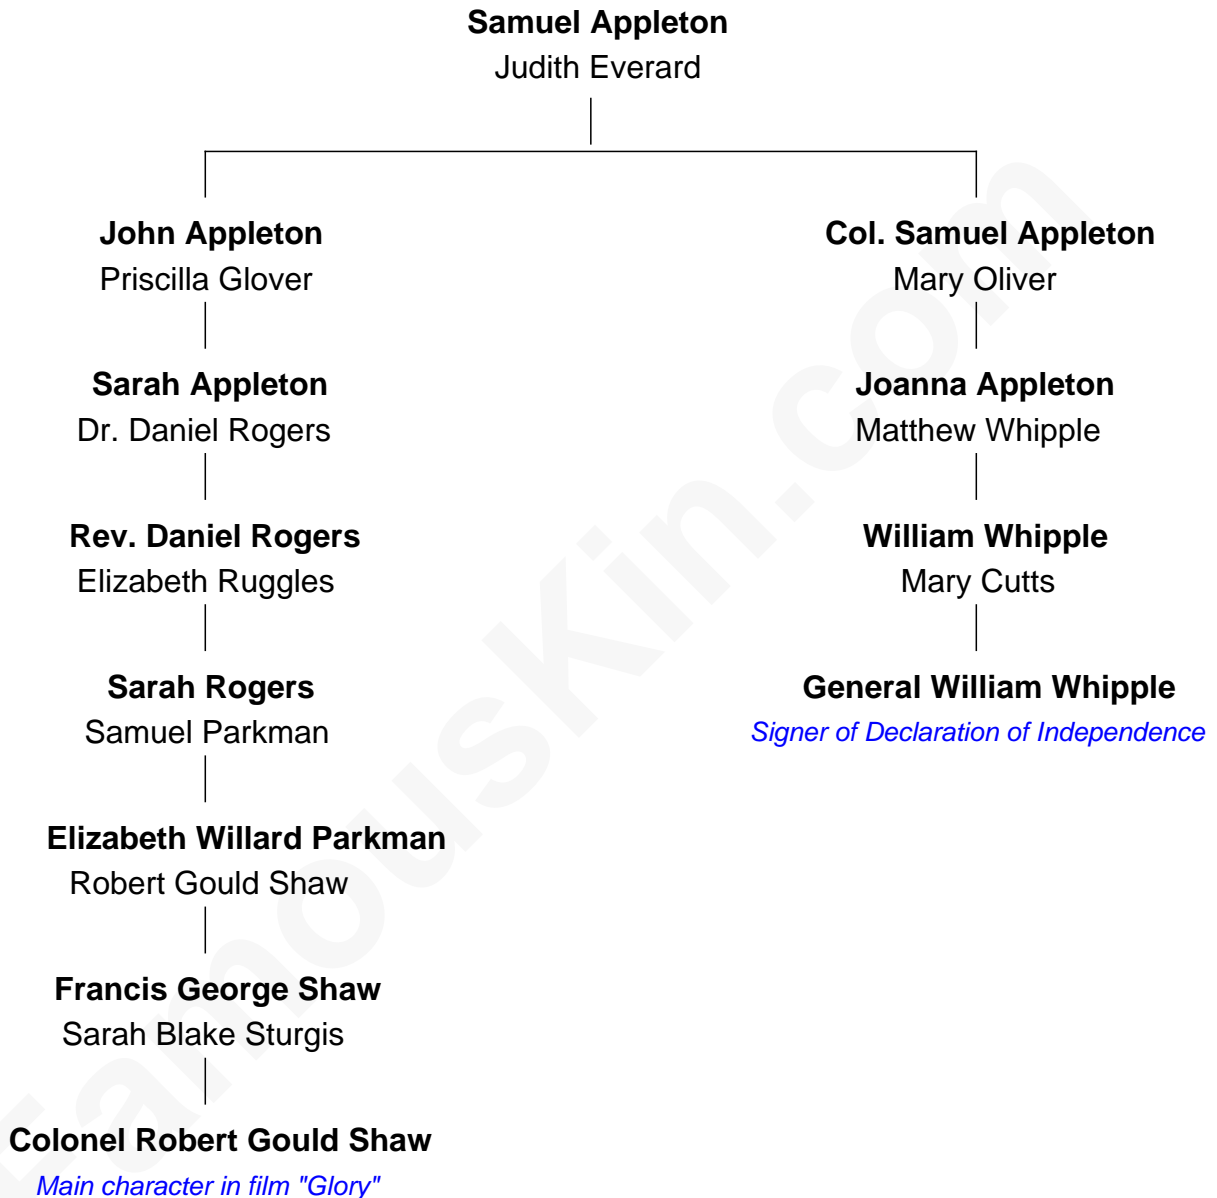 Samuel Appleton
Judith Everard
John Appleton
Priscilla Glover
Col. Samuel Appleton
Mary Oliver
Sarah Appleton
Dr. Daniel Rogers
Joanna Appleton
Matthew Whipple
Rev. Daniel Rogers
Elizabeth Ruggles
William Whipple
Mary Cutts
Sarah Rogers
Samuel Parkman
General William Whipple
Signer of Declaration of Independence
Elizabeth Willard Parkman
Robert Gould Shaw
Francis George Shaw
Sarah Blake Sturgis
Colonel Robert Gould Shaw
Main character in film "Glory"
FamousKin.com